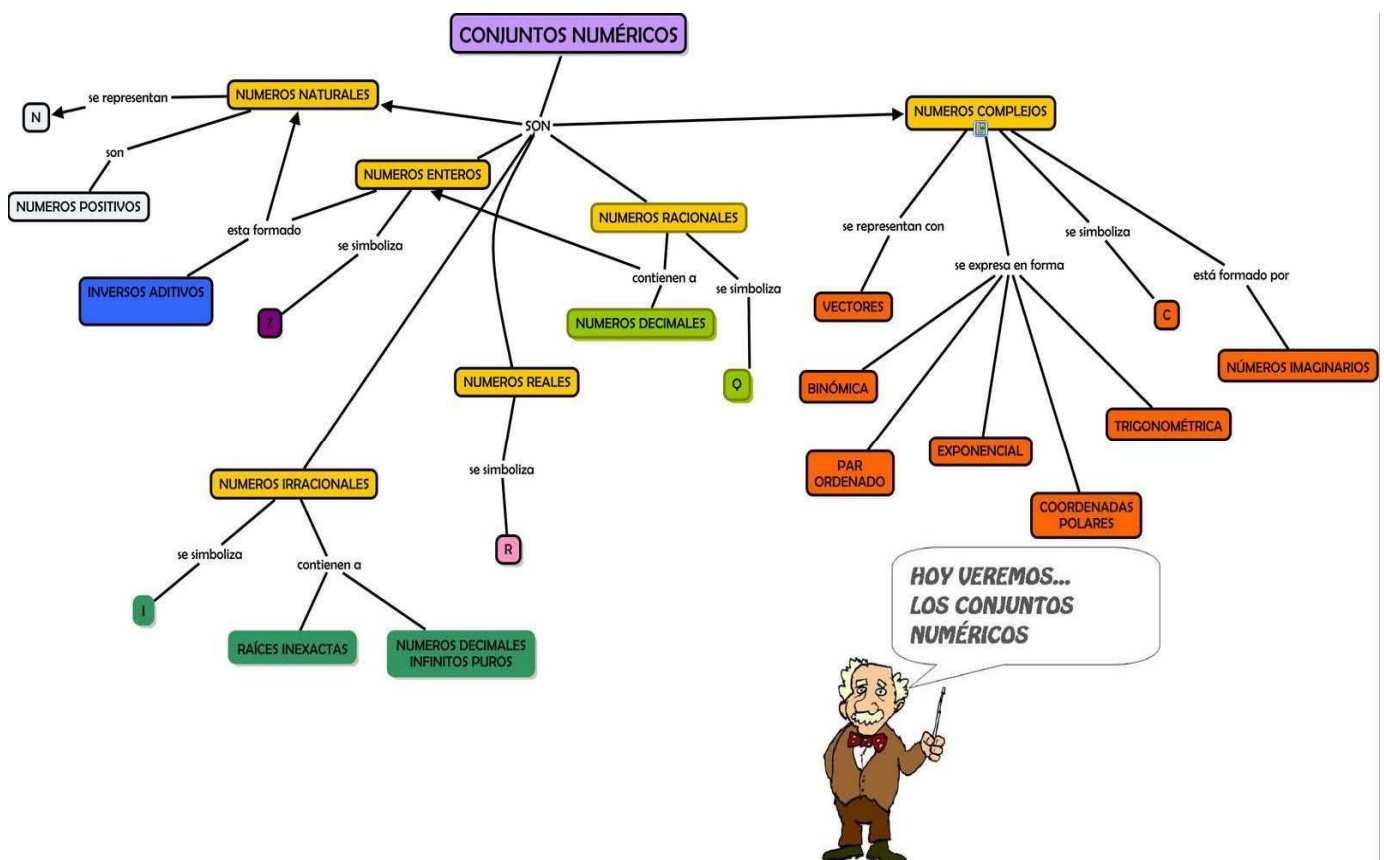 CONJUNTOS NUMÉRICOS
SON
NUMEROS NATURALES
se representan
N
son
NUMEROS POSITIVOS
NUMEROS ENTEROS
esta formado
INVERSOS ADITIVOS
se simboliza
Z
NUMEROS RACIONALES
contienen a
NUMEROS DECIMALES
se simboliza
Q
NUMEROS REALES
se simboliza
R
NUMEROS IRRACIONALES
se simboliza
I
contienen a
RAÍCES INEXACTAS
NUMEROS DECIMALES
INFINITOS PUROS
NUMEROS COMPLEJOS
se representan con
VECTORES
se expresa en forma
BINÓMICA
PAR
ORDENADO
EXPONENCIAL
COORDENADAS
POLARES
TRIGONOMÉTRICA
se simboliza
C
está formado por
NÚMEROS IMAGINARIOS
HOY VEREMOS...
LOS CONJUNTOS
NUMÉRICOS